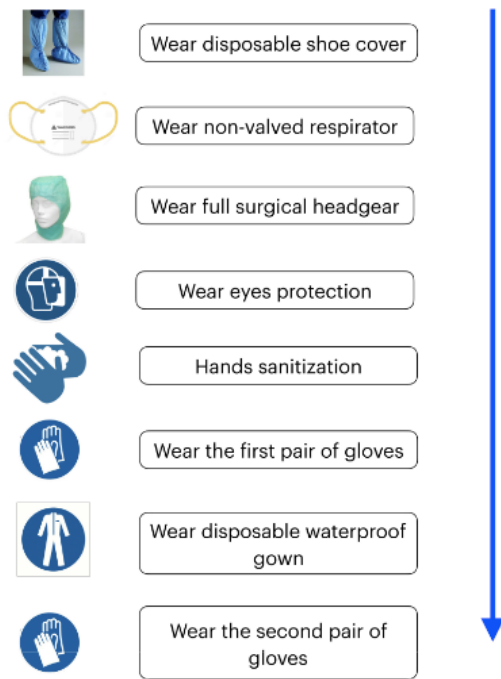 Wear disposable shoe cover
Wear non-valved respirator
Wear full surgical headgear
Wear eyes protection
Hands sanitization
Wear the first pair of gloves
Wear disposable waterproof
gown
Wear the second pair of
gloves